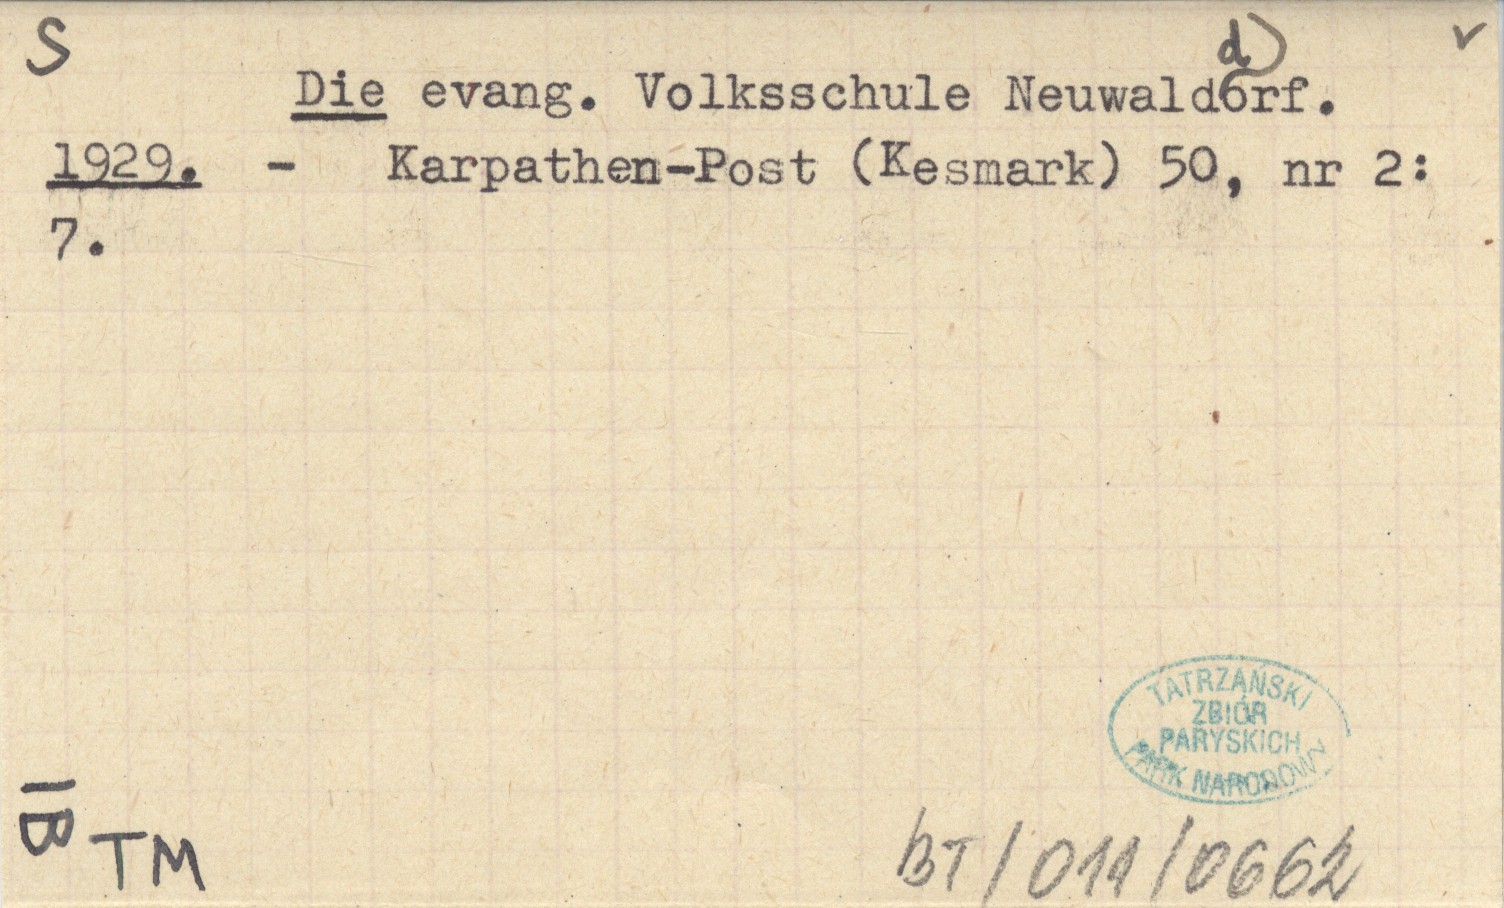 S
d
v
Die evang. Volksschule Neuwaldorf.
1929. - Karpathen-Post (Kesmark) 50, nr 2:
7.
TATRZAŃSKI
ZBIÓR
PARYSKICH
PARK NARODOWY
IB
TM
BT/014/0662